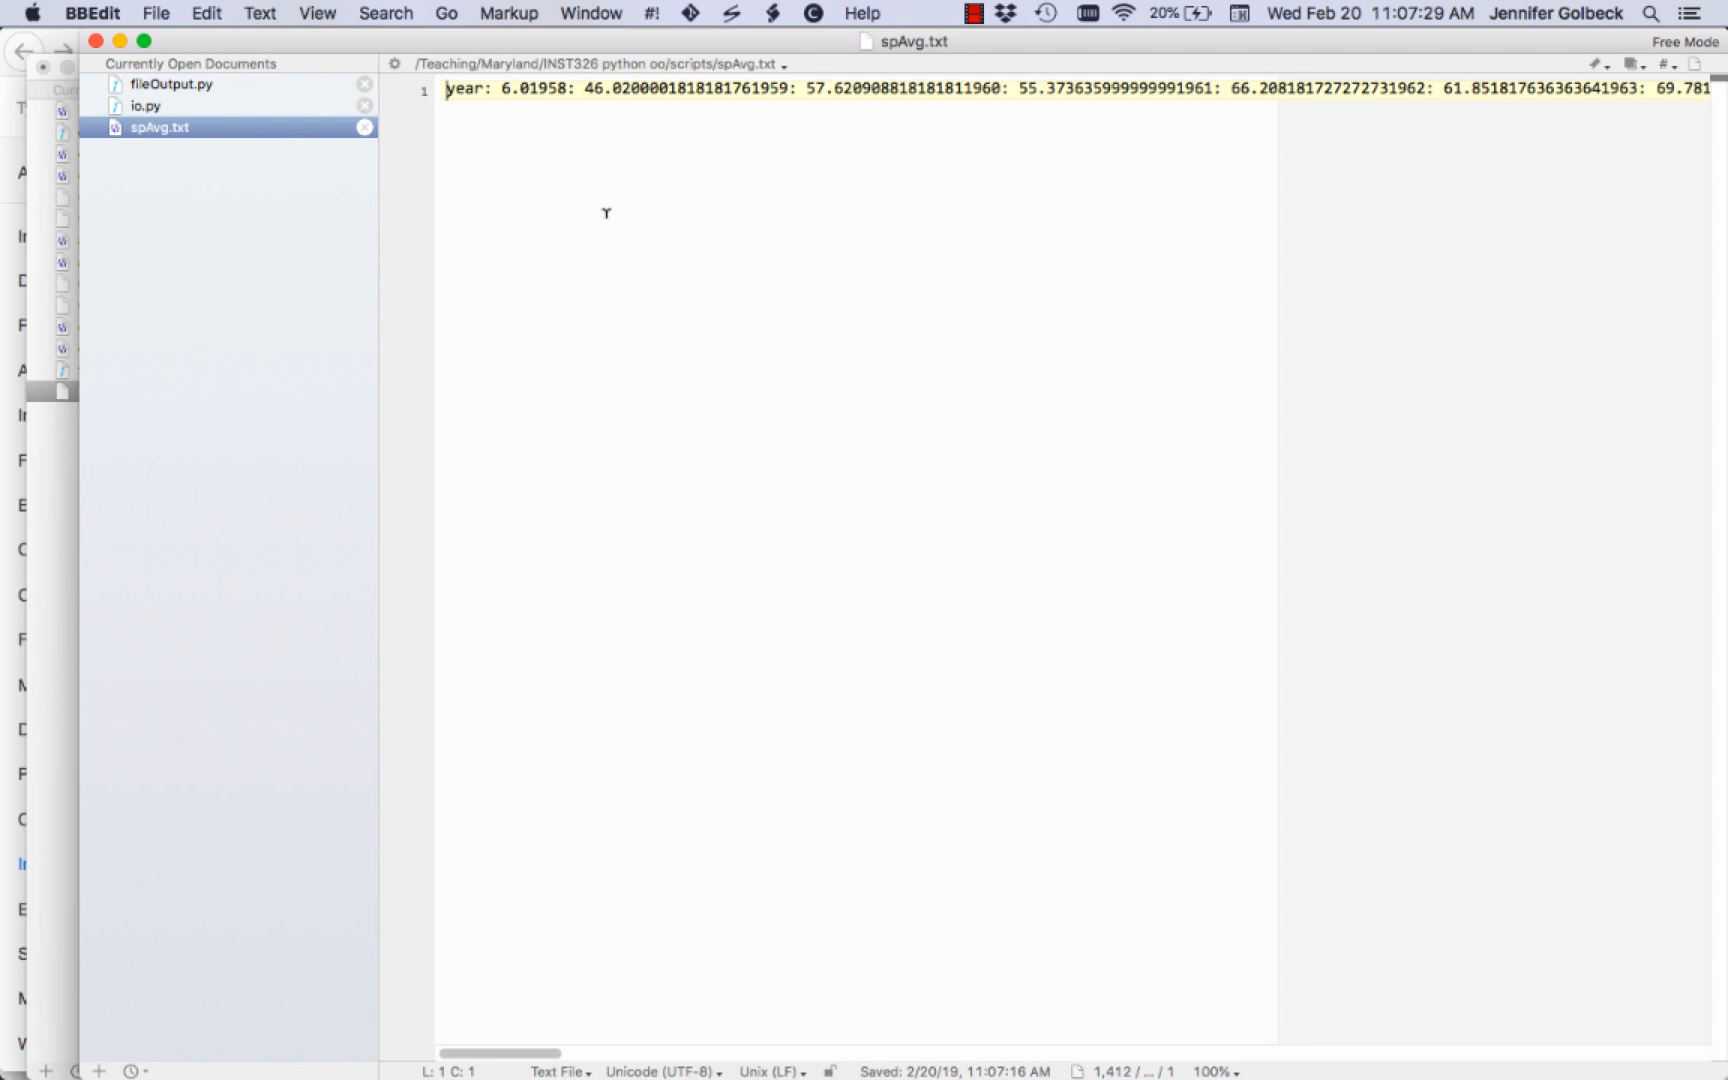 BBEdit File Edit Text View Search Go Markup Window #! Help 20% Wed Feb 20 11:07:29 AM Jennifer Golbeck
spAvg.txt Free Mode
Currently Open Documents /Teaching/Maryland/INST326 python oo/scripts/spAvg.txt #
fileOutput.py
io.py
spAvg.txt
1 year: 6.01958: 46.0200001818181761959: 57.620908818181811960: 55.373635999999991961: 66.208181727272731962: 61.851817636363641963: 69.781
L: 1 C: 1 Text File Unicode (UTF-8) Unix (LF) Saved: 2/20/19, 11:07:16 AM 1,412 / ... / 1 100%